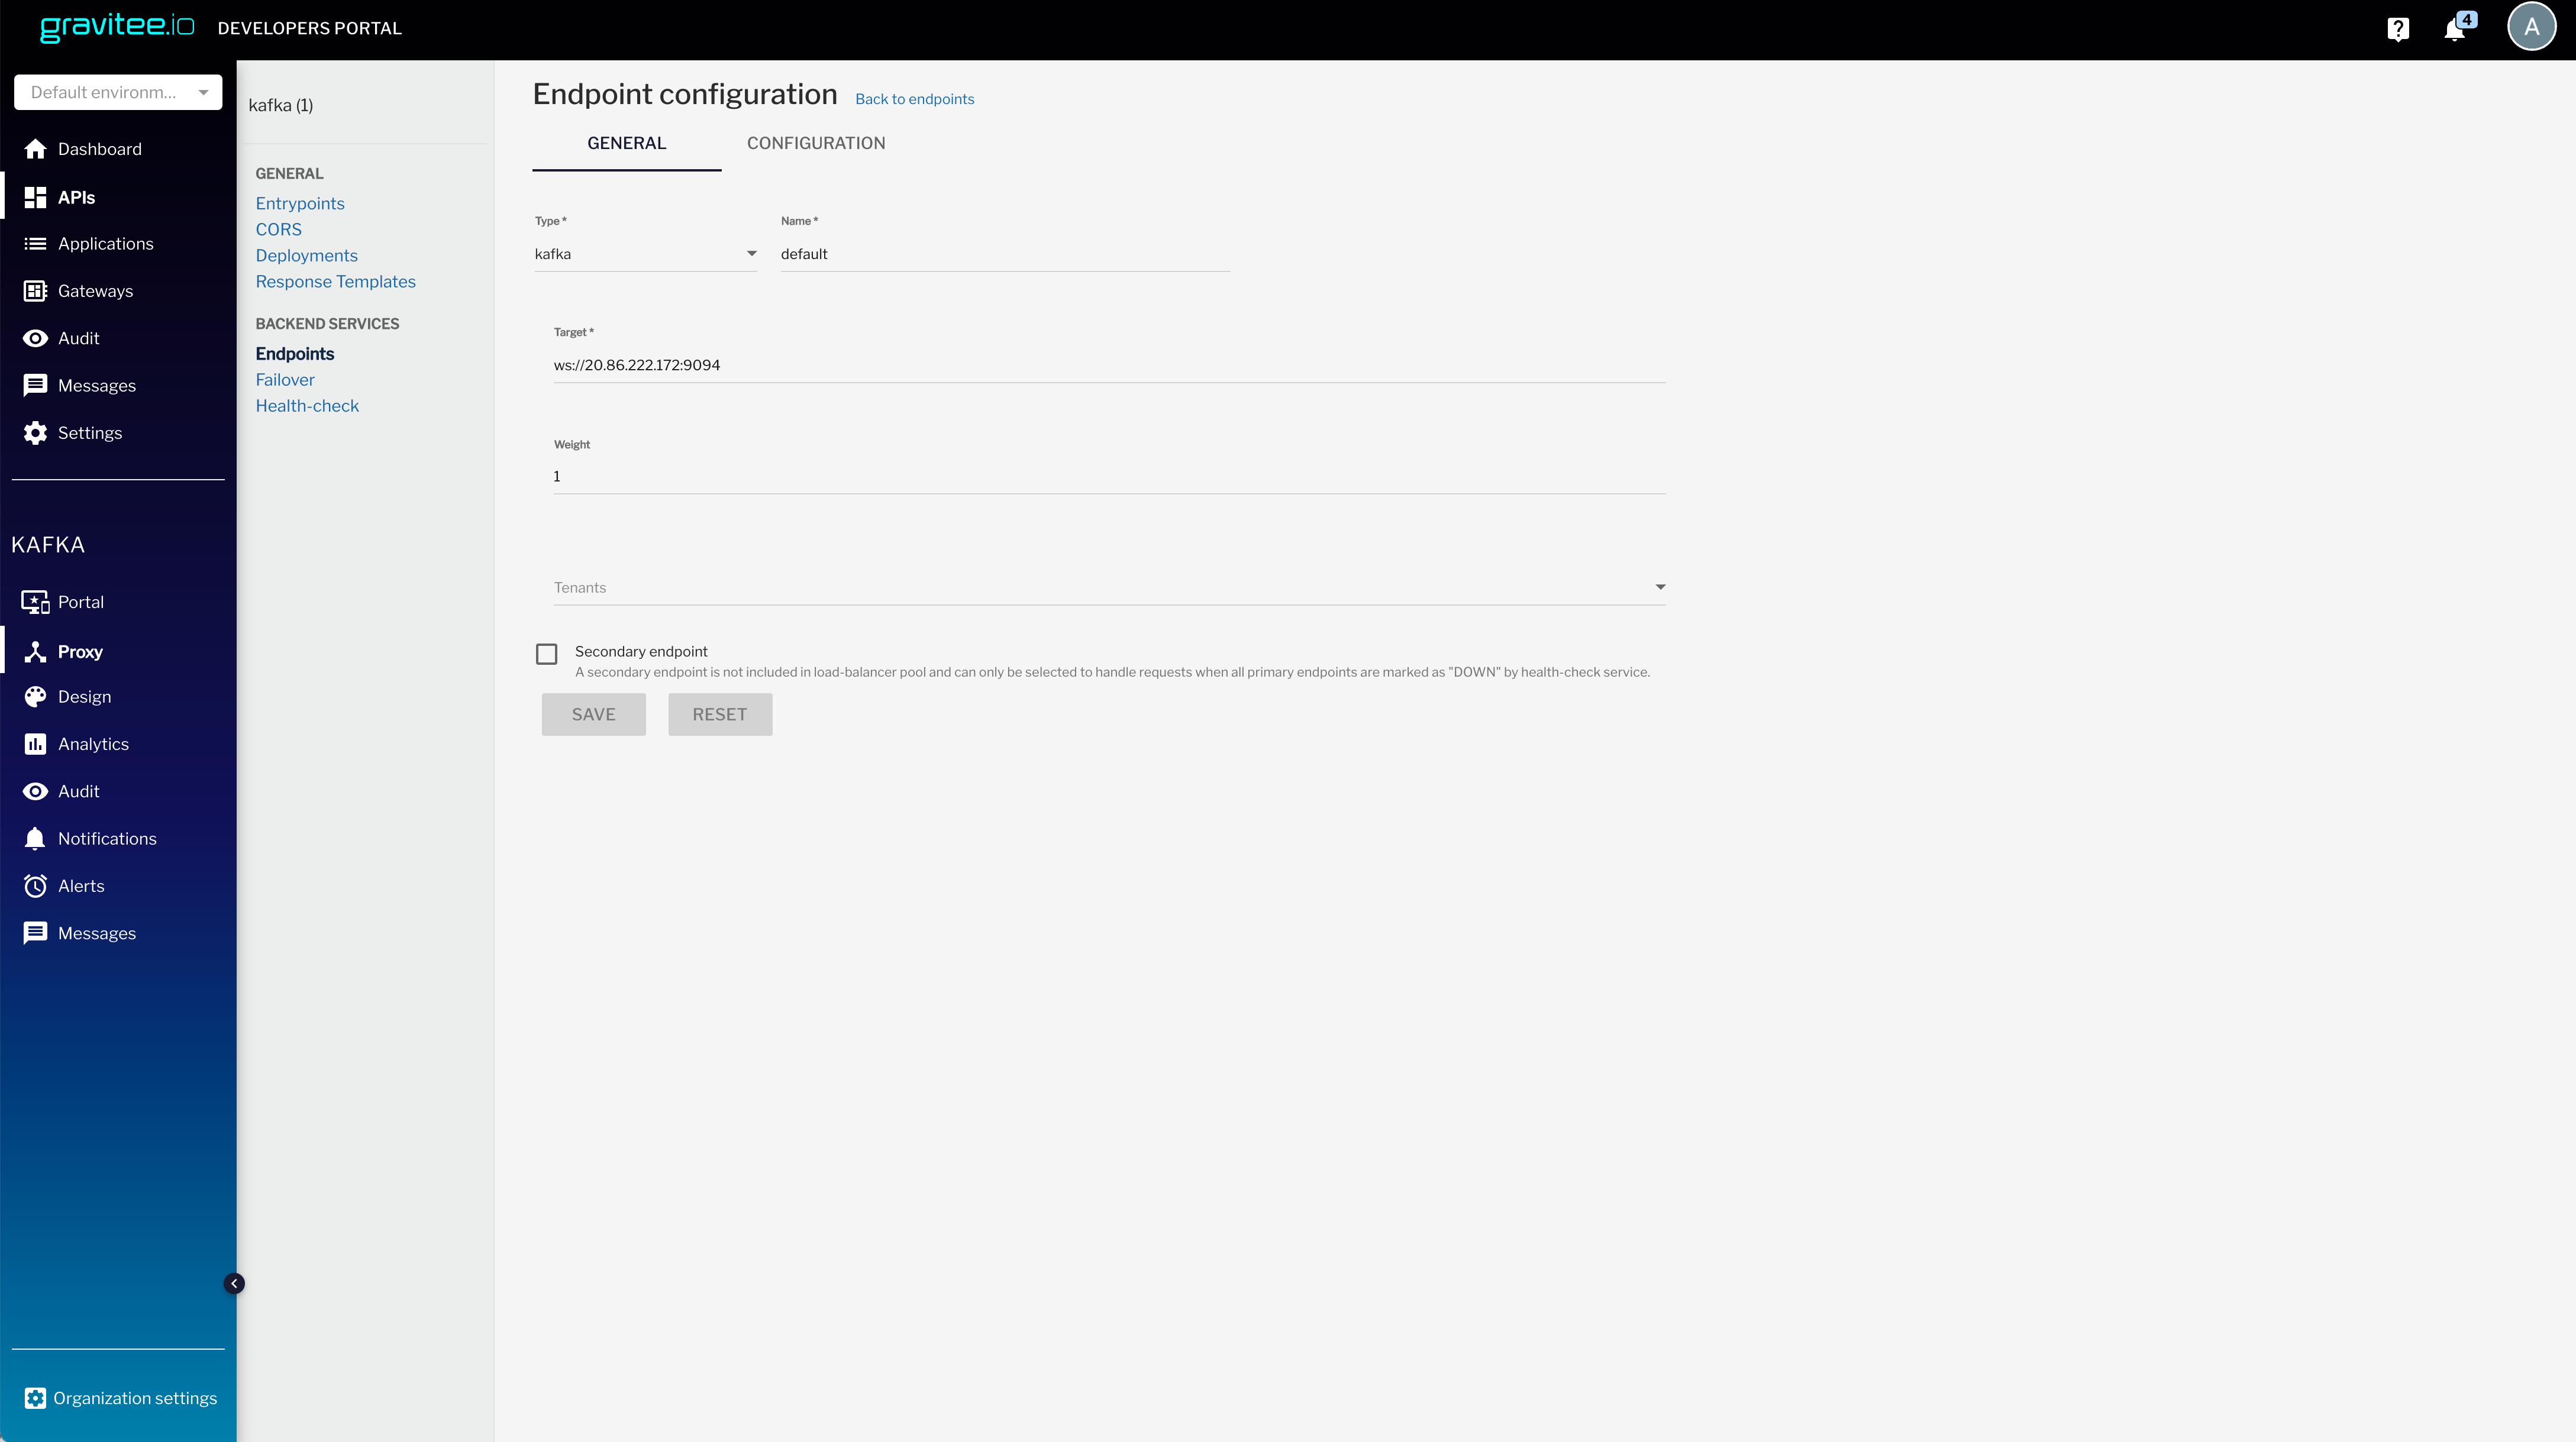 gravitee.io DEVELOPERS PORTAL
4
A
Default environm...
Dashboard
APIs
Applications
Gateways
Audit
Messages
Settings
KAFKA
Portal
Proxy
Design
Analytics
Audit
Notifications
Alerts
Messages
Organization settings
kafka (1)
GENERAL
Entrypoints
CORS
Deployments
Response Templates
BACKEND SERVICES
Endpoints
Failover
Health-check
Endpoint configuration Back to endpoints
GENERAL CONFIGURATION
Type * Name *
kafka default
Target *
ws://20.86.222.172:9094
Weight
1
Tenants
Secondary endpoint
A secondary endpoint is not included in load-balancer pool and can only be selected to handle requests when all primary endpoints are marked as "DOWN" by health-check service.
SAVE RESET